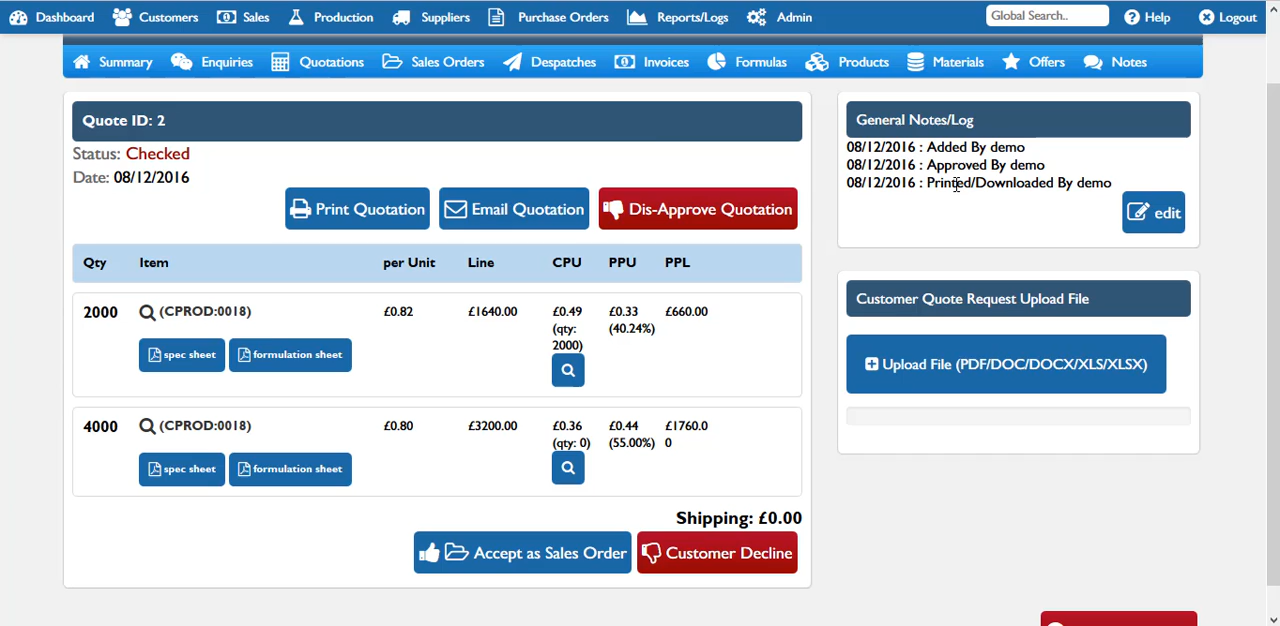 Dashboard Customers Sales Production Suppliers Purchase Orders Reports/Logs Admin Global Search.. Help Logout
Summary Enquiries Quotations Sales Orders Despatches Invoices Formulas Products Materials Offers Notes
Quote ID: 2
Status: Checked
Date: 08/12/2016
Print Quotation Email Quotation Dis-Approve Quotation
Qty Item per Unit Line CPU PPU PPL
2000 (CPROD:0018) £0.82 £1640.00 £0.49 £0.33 £660.00
(qty: (40.24%)
2000)
spec sheet formulation sheet
4000 (CPROD:0018) £0.80 £3200.00 £0.36 £0.44 £1760.0
(qty: 0) (55.00%) 0
spec sheet formulation sheet
Shipping: £0.00
Accept as Sales Order Customer Decline
General Notes/Log
08/12/2016 : Added By demo
08/12/2016 : Approved By demo
08/12/2016 : Printed/Downloaded By demo
edit
Customer Quote Request Upload File
Upload File (PDF/DOC/DOCX/XLS/XLSX)